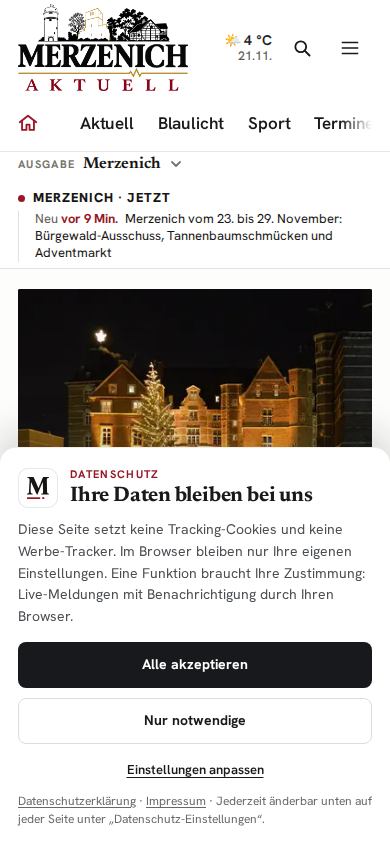 MERZENICH
AKTUELL
4 °C
21.11.
Aktuell Blaulicht Sport Termine
AUSGABE Merzenich
MERZENICH · JETZT
Neu vor 9 Min. Merzenich vom 23. bis 29. November:
Bürgewald-Ausschuss, Tannenbaumschmücken und
Adventmarkt
M
DATENSCHUTZ
Ihre Daten bleiben bei uns
Diese Seite setzt keine Tracking-Cookies und keine
Werbe-Tracker. Im Browser bleiben nur Ihre eigenen
Einstellungen. Eine Funktion braucht Ihre Zustimmung:
Live-Meldungen mit Benachrichtigung durch Ihren
Browser.
Alle akzeptieren
Nur notwendige
Einstellungen anpassen
Datenschutzerklärung · Impressum · Jederzeit änderbar unten auf
jeder Seite unter „Datenschutz-Einstellungen“.